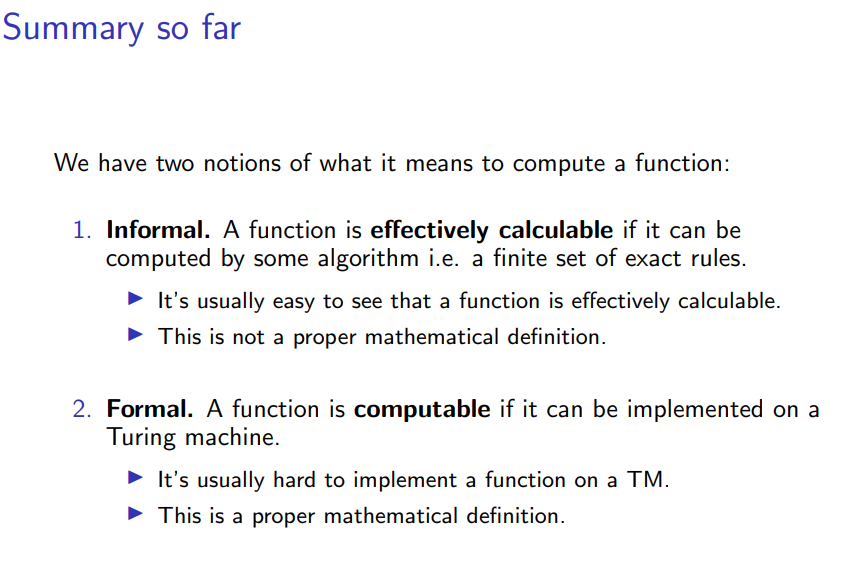 Summary so far
We have two notions of what it means to compute a function:
1. Informal. A function is effectively calculable if it can be
computed by some algorithm i.e. a finite set of exact rules.
▶ It's usually easy to see that a function is effectively calculable.
▶ This is not a proper mathematical definition.
2. Formal. A function is computable if it can be implemented on a
Turing machine.
▶ It's usually hard to implement a function on a TM.
▶ This is a proper mathematical definition.